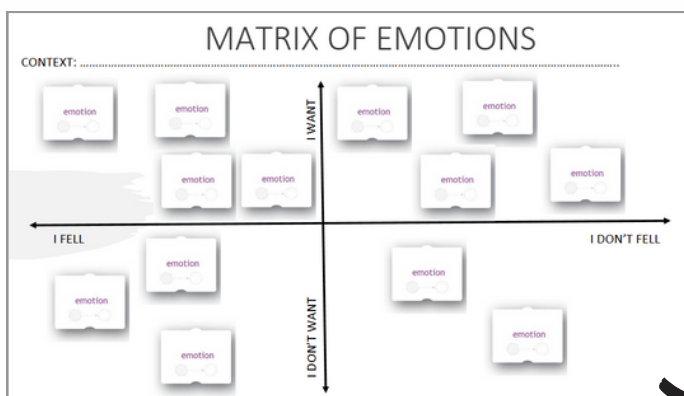 MATRIX OF EMOTIONS
CONTEXT: ........................................................................................................................
emotion
emotion
emotion
emotion
emotion
emotion
emotion
emotion
I WANT
I FELL
I DON'T FELL
emotion
emotion
emotion
emotion
emotion
I DON'T WANT